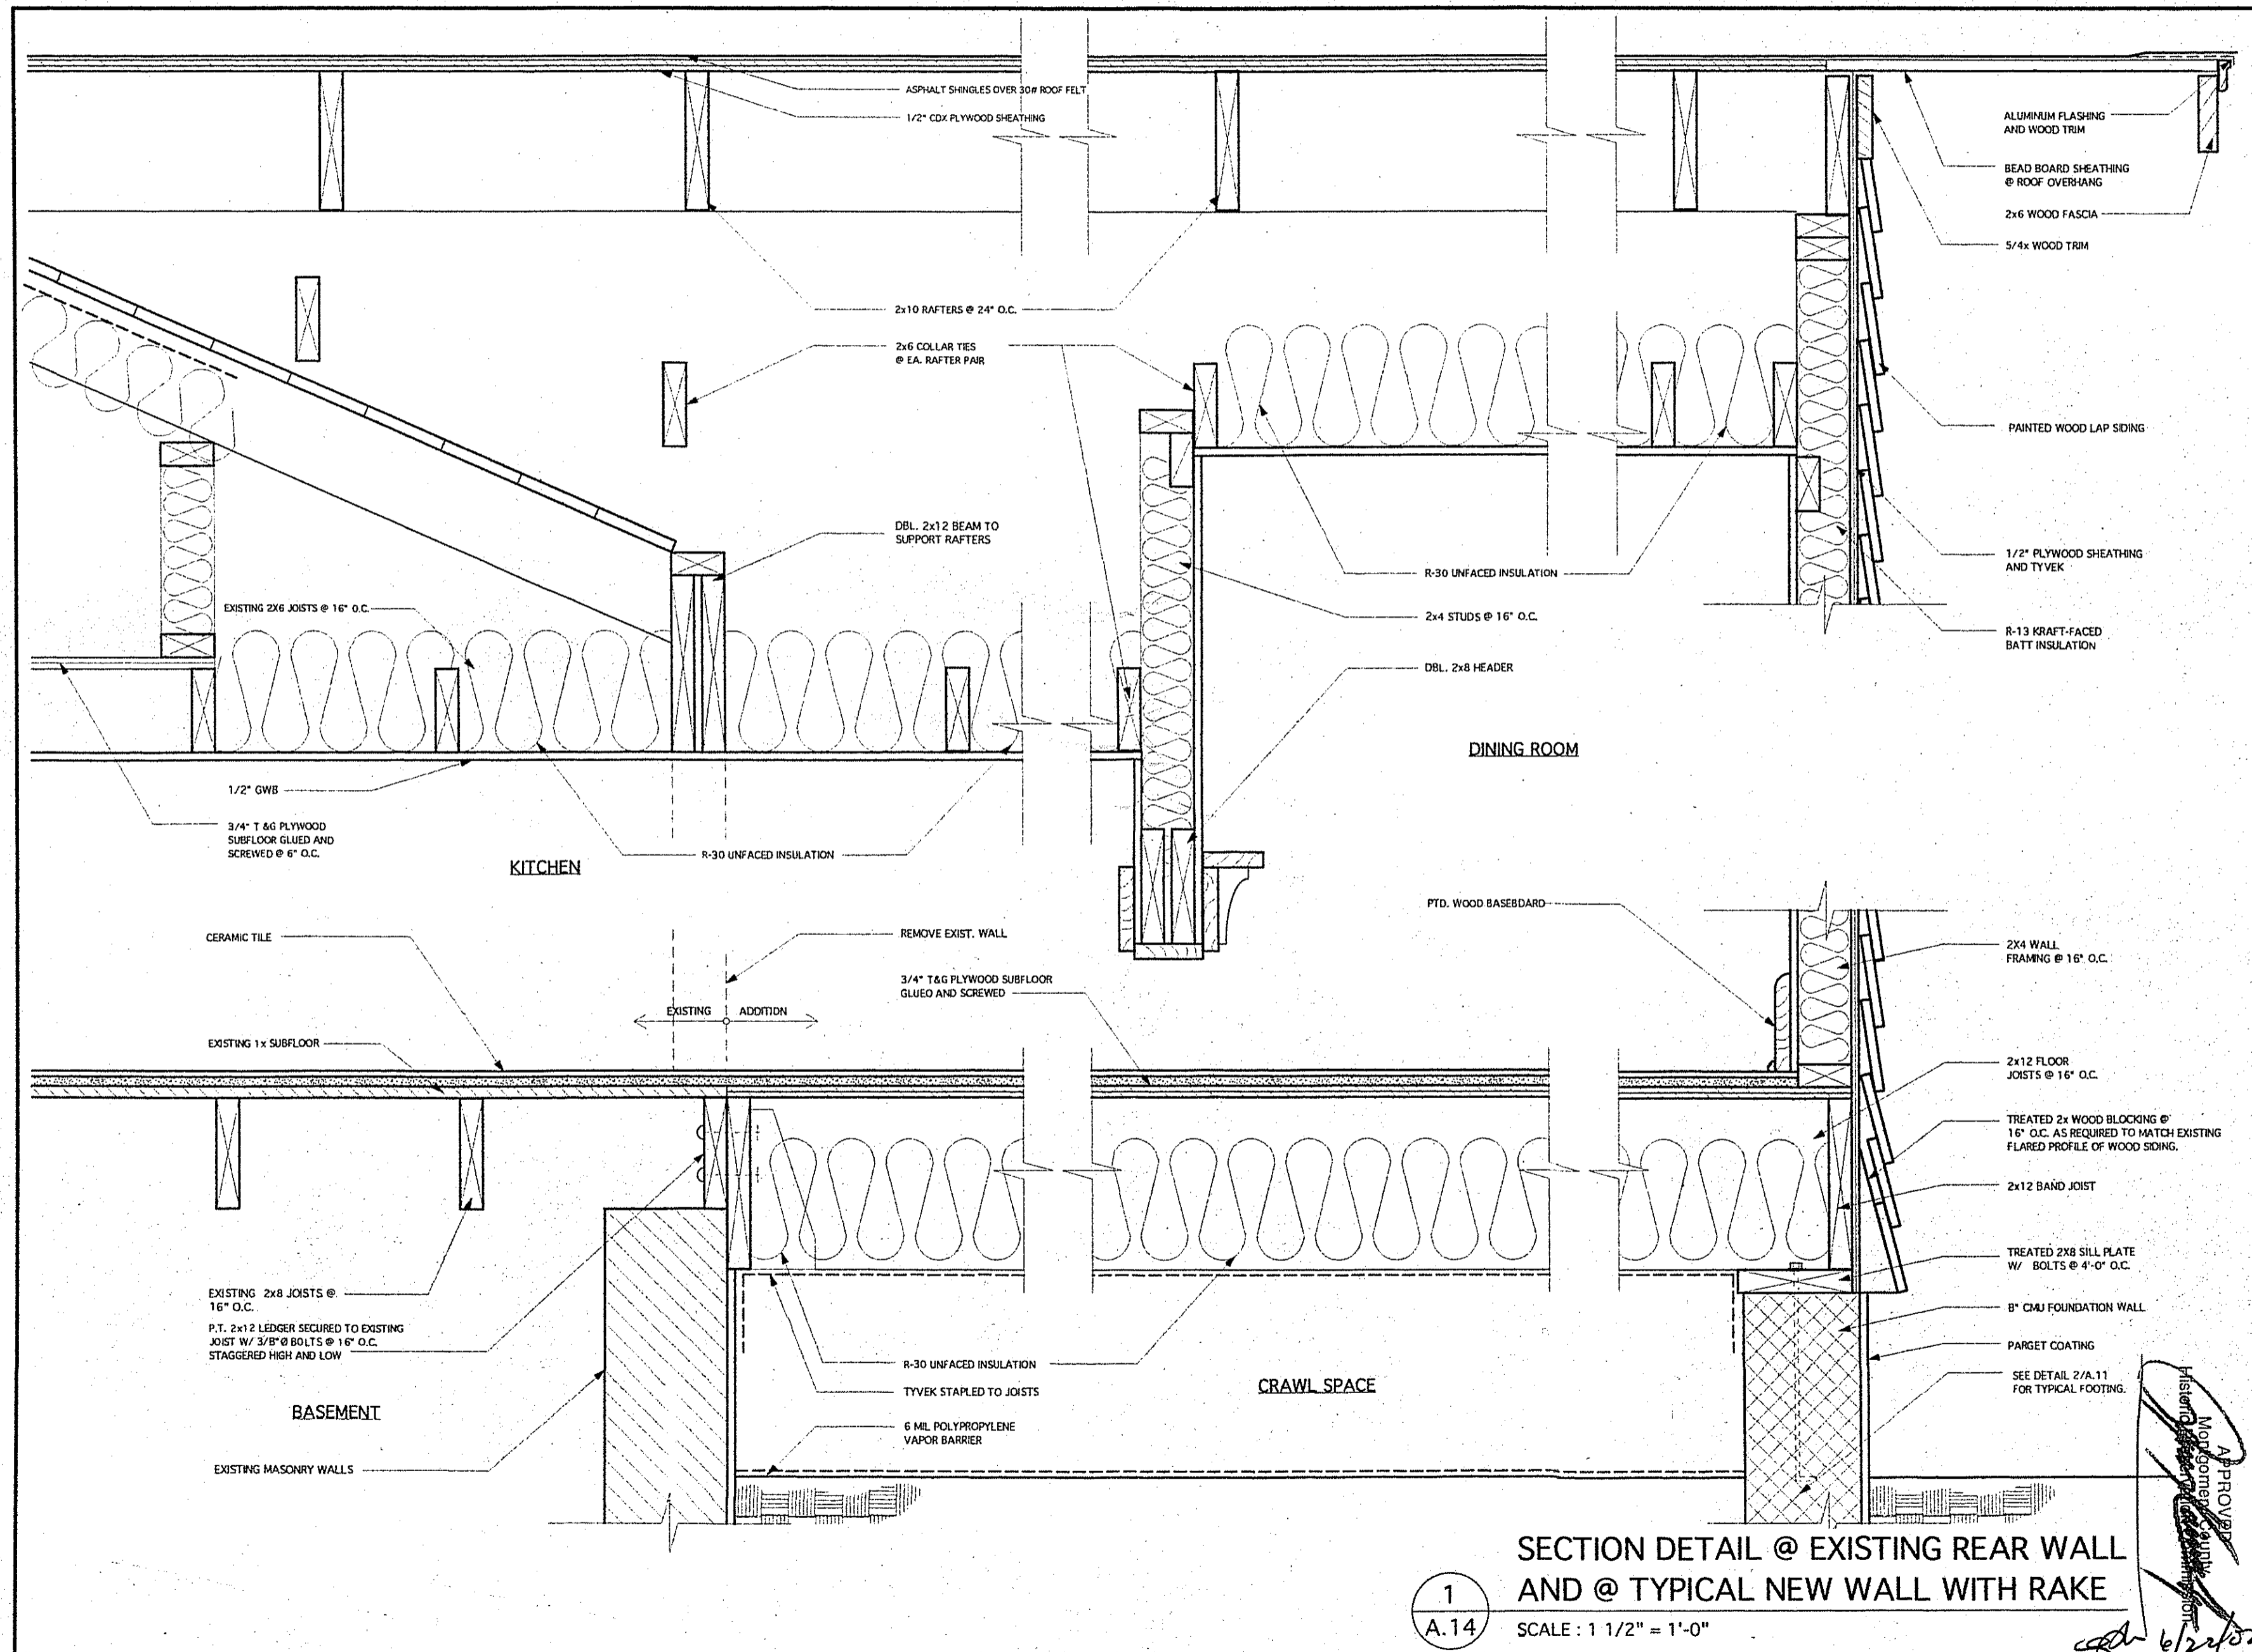 ASPHALT SHINGLES OVER 30# ROOF FELT
1/2" CDX PLYWOOD SHEATHING
ALUMINUM FLASHING
AND WOOD TRIM
BEAD BOARD SHEATHING
@ ROOF OVERHANG
2x6 WOOD FASCIA
5/4x WOOD TRIM
2x10 RAFTERS @ 24" O.C.
2x6 COLLAR TIES
@ EA. RAFTER PAIR
PAINTED WOOD LAP SIDING
DBL. 2x12 BEAM TO
SUPPORT RAFTERS
R-30 UNFACED INSULATION
1/2" PLYWOOD SHEATHING
AND TYVEK
EXISTING 2X6 JOISTS @ 16" O.C.
2x4 STUDS @ 16" O.C.
R-13 KRAFT-FACED
BATT INSULATION
DBL. 2x8 HEADER
DINING ROOM
1/2" GWB
3/4" T &G PLYWOOD
SUBFLOOR GLUED AND
SCREWED @ 6" O.C.
R-30 UNFACED INSULATION
KITCHEN
PTD. WOOD BASEBDARD
CERAMIC TILE
REMOVE EXIST. WALL
2X4 WALL
FRAMING @ 16" O.C.
3/4" T&G PLYWOOD SUBFLOOR
GLUEO AND SCREWED
EXISTING ADDITION
EXISTING 1x SUBFLOOR
2x12 FLOOR
JOISTS @ 16" O.C.
TREATED 2x WOOD BLOCKING @
16" O.C. AS REQUIRED TO MATCH EXISTING
FLARED PROFILE OF WOOD SIDING.
2x12 BAND JOIST
TREATED 2X8 SILL PLATE
W/ BOLTS @ 4'-0" O.C.
EXISTING 2x8 JOISTS @
16" O.C.
P.T. 2x12 LEDGER SECURED TO EXISTING
JOIST W/ 3/8"Ø BOLTS @ 16" O.C.
STAGGERED HIGH AND LOW
8" CMU FOUNDATION WALL
PARGET COATING
R-30 UNFACED INSULATION
TYVEK STAPLED TO JOISTS
CRAWL SPACE
SEE DETAIL 2/A.11
FOR TYPICAL FOOTING.
BASEMENT
6 MIL POLYPROPYLENE
VAPOR BARRIER
EXISTING MASONRY WALLS
APPROVED
Montgomery County
Historic Preservation Commission
6/22/0
SECTION DETAIL @ EXISTING REAR WALL
AND @ TYPICAL NEW WALL WITH RAKE
1
A.14
SCALE : 1 1/2" = 1'-0"